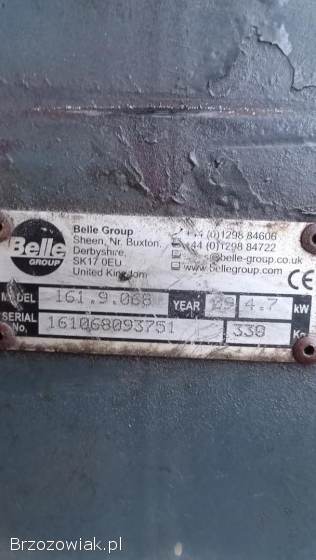 Belle
GROUP
Belle Group
Sheen, Nr. Buxton,
Derbyshire,
SK17 0EU
United Kingdom
+44 (0)1298 84606
+44 (0)1298 84722
@belle-group.co.uk
www.bellegroup.com
CE
MODEL 161.9.068 YEAR 4.7 kW
SERIAL No. 161068093751 338 Kg
Brzozowiak.pl